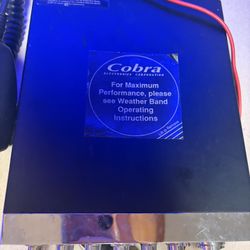 Cobra
ELECTRONICS CORPORATION
For Maximum
Performance, please
see Weather Band
Operating
Instructions